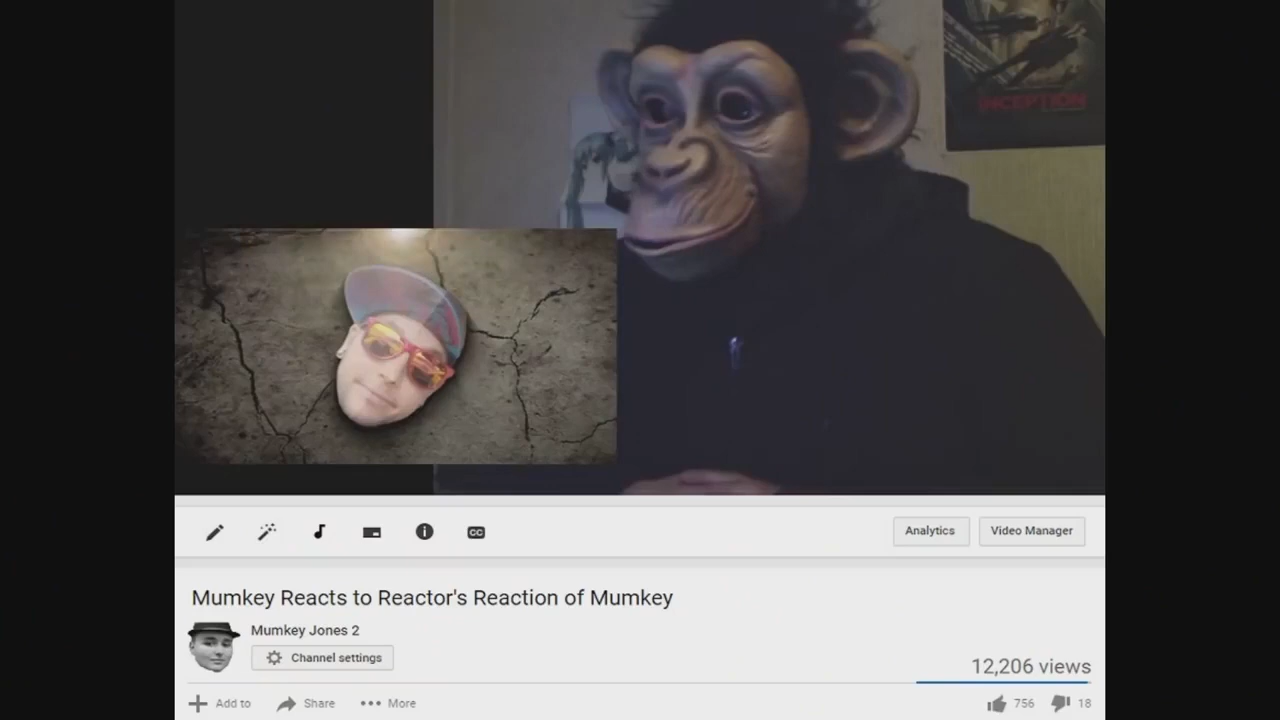 INCEPTION
CC
Analytics
Video Manager
Mumkey Reacts to Reactor's Reaction of Mumkey
Mumkey Jones 2
Channel settings
12,206 views
Add to
Share
More
756
18